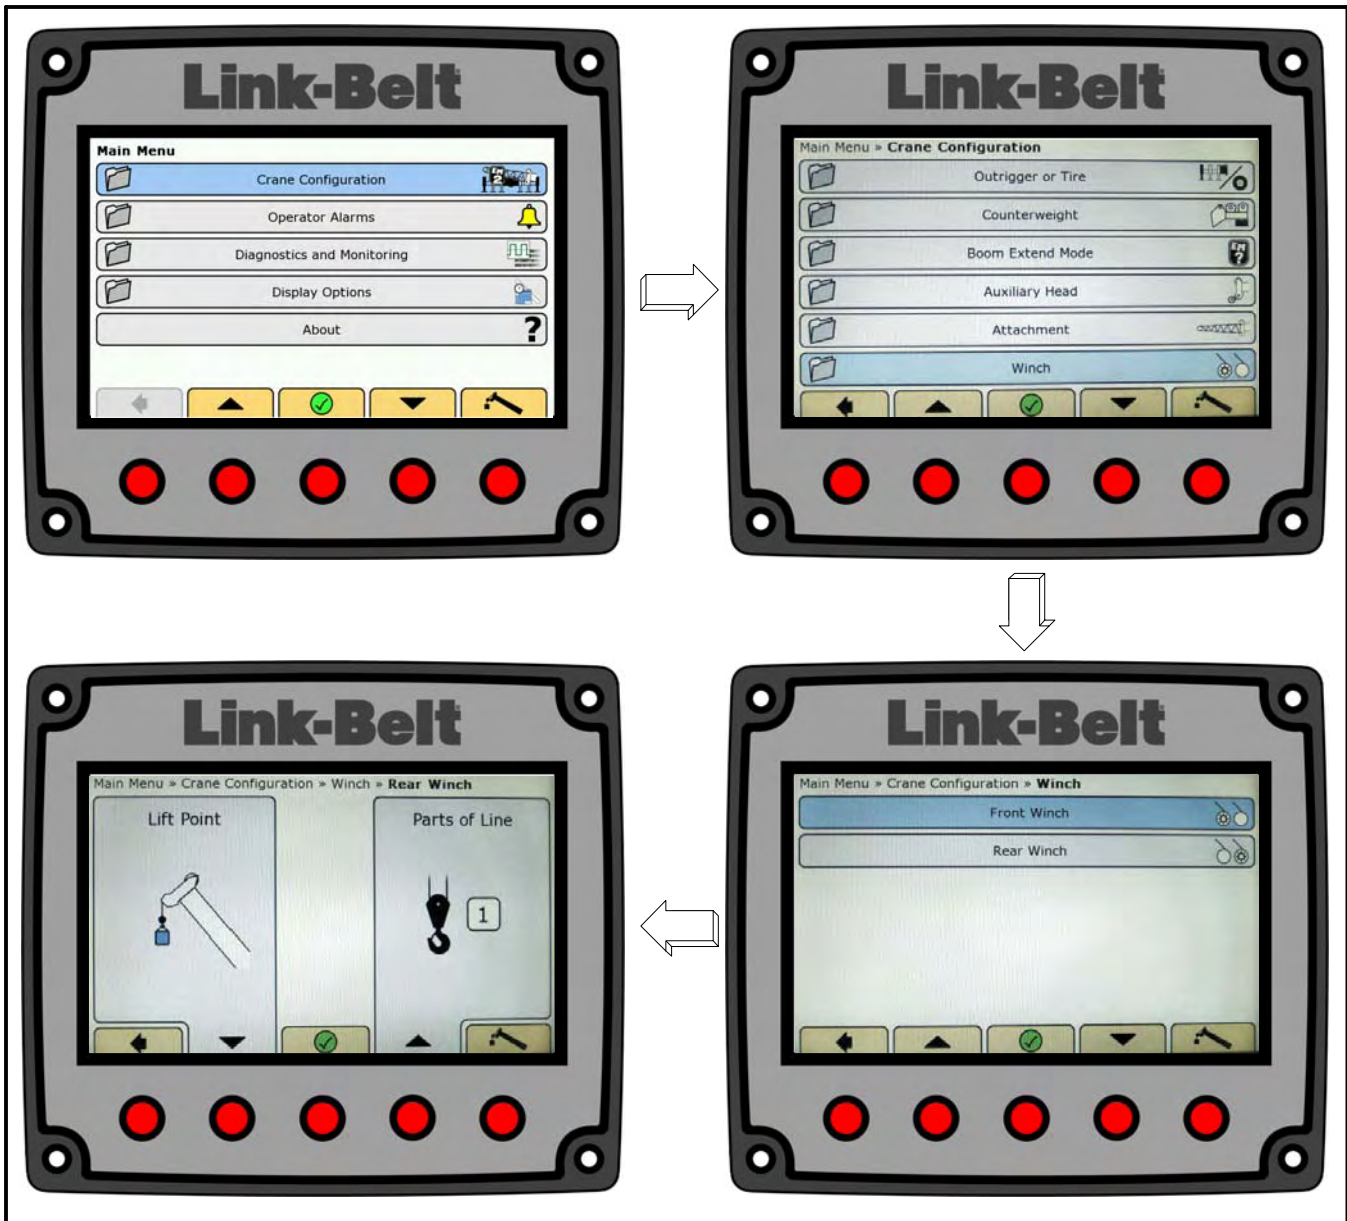 Link-Belt
Main Menu
Crane Configuration
Operator Alarms
Diagnostics and Monitoring
Display Options
About
?
Link-Belt
Main Menu » Crane Configuration
Outrigger or Tire
Counterweight
Boom Extend Mode
?
Auxiliary Head
Attachment
Winch
Link-Belt
Main Menu » Crane Configuration » Winch » Rear Winch
Lift Point
Parts of Line
1
Link-Belt
Main Menu » Crane Configuration » Winch
Front Winch
Rear Winch